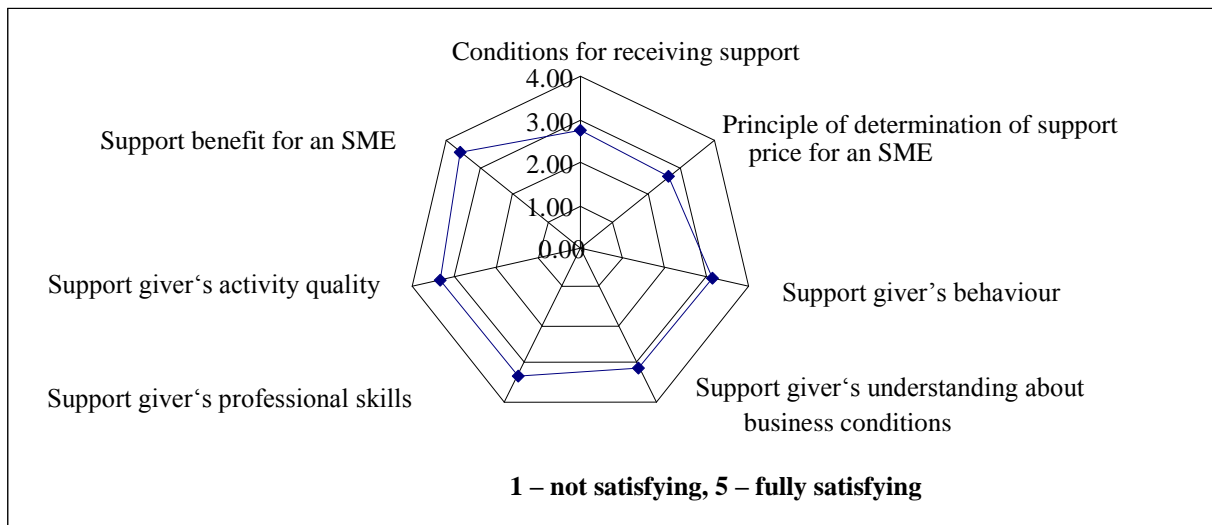 Conditions for receiving support
4.00
3.00
2.00
1.00
0.00
Principle of determination of support
price for an SME
Support benefit for an SME
Support giver‘s behaviour
Support giver‘s activity quality
Support giver‘s understanding about
business conditions
Support giver‘s professional skills
1 – not satisfying, 5 – fully satisfying